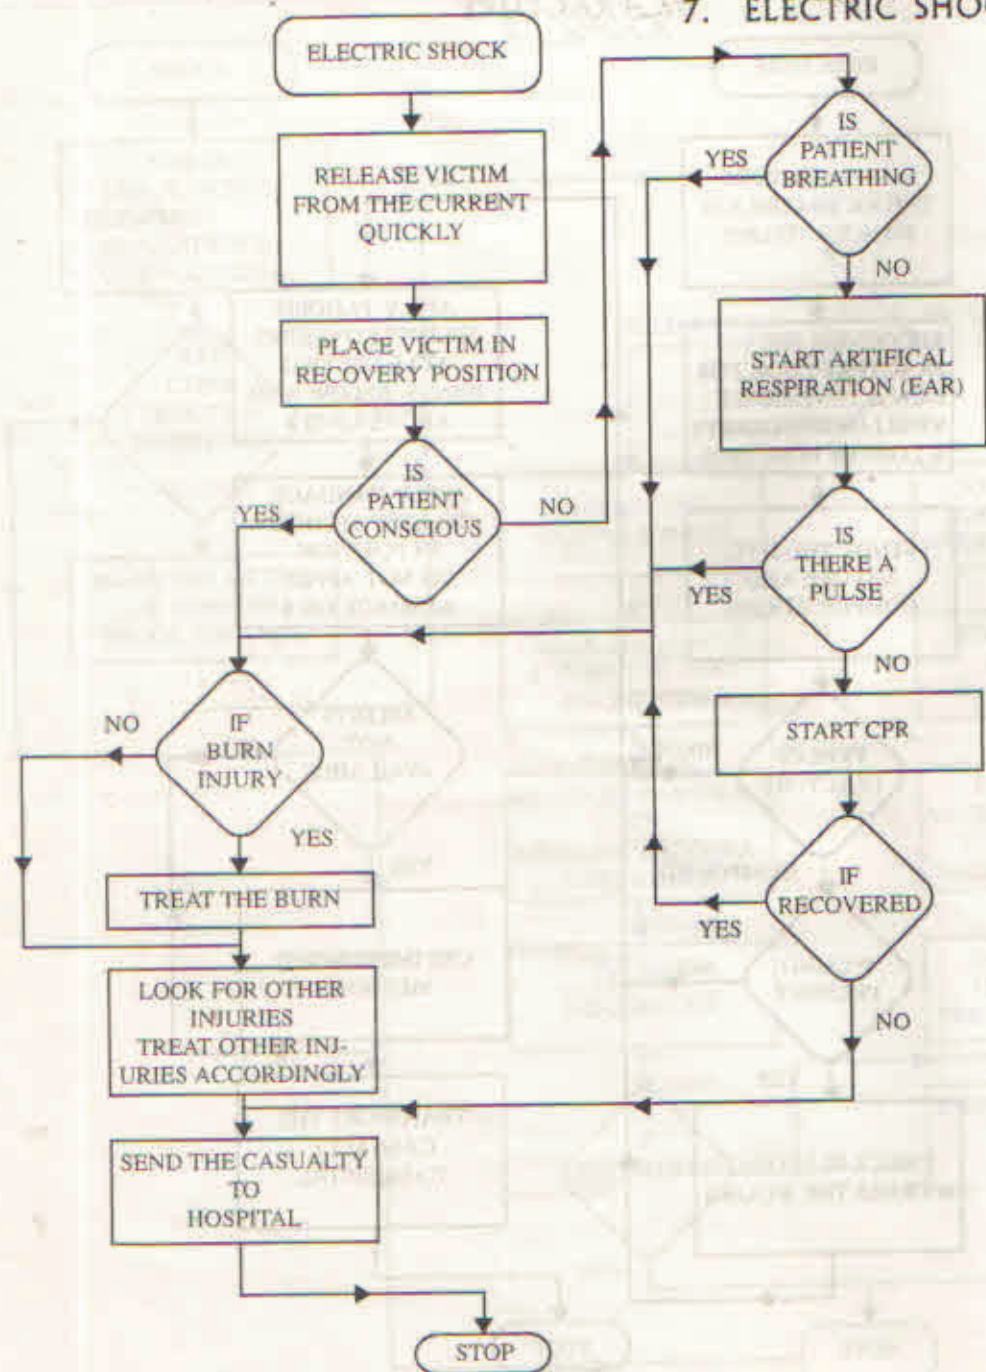 7. ELECTRIC SHOC
ELECTRIC SHOCK
RELEASE VICTIM
FROM THE CURRENT
QUICKLY
PLACE VICTIM IN
RECOVERY POSITION
IS
PATIENT
CONSCIOUS
YES
NO
IS
PATIENT
BREATHING
YES
NO
START ARTIFICAL
RESPIRATION (EAR)
IS
THERE A
PULSE
YES
NO
START CPR
IF
RECOVERED
YES
NO
IF
BURN
INJURY
NO
YES
TREAT THE BURN
LOOK FOR OTHER
INJURIES
TREAT OTHER INJ-
URIES ACCORDINGLY
SEND THE CASUALTY
TO
HOSPITAL
STOP